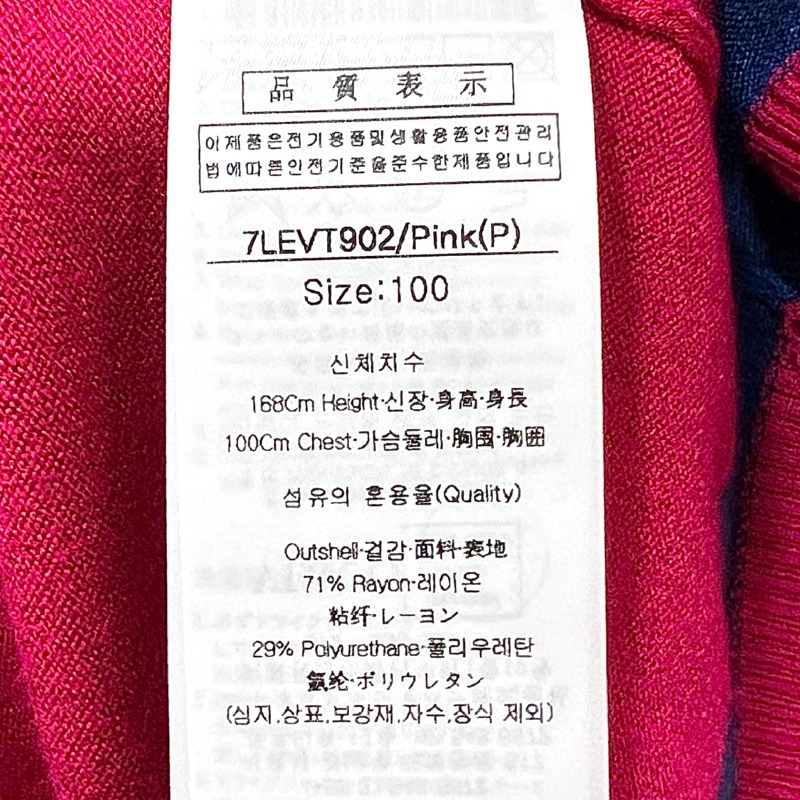 品 質 表 示
이제품은전기용품및생활용품안전관리
법에따른안전기준을준수한제품입니다
7LEVT902/Pink(P)
Size:100
신체치수
168Cm Height·신장·身高·身長
100Cm Chest·가슴둘레·胸围·胸囲
섬유의 혼용율(Quality)
Outshell·겉감·面料·表地
71% Rayon·레이온
粘纤·レーヨン
29% Polyurethane·폴리우레탄
氨纶·ポリウレタン
(심지.상표.보강재.자수.장식 제외)